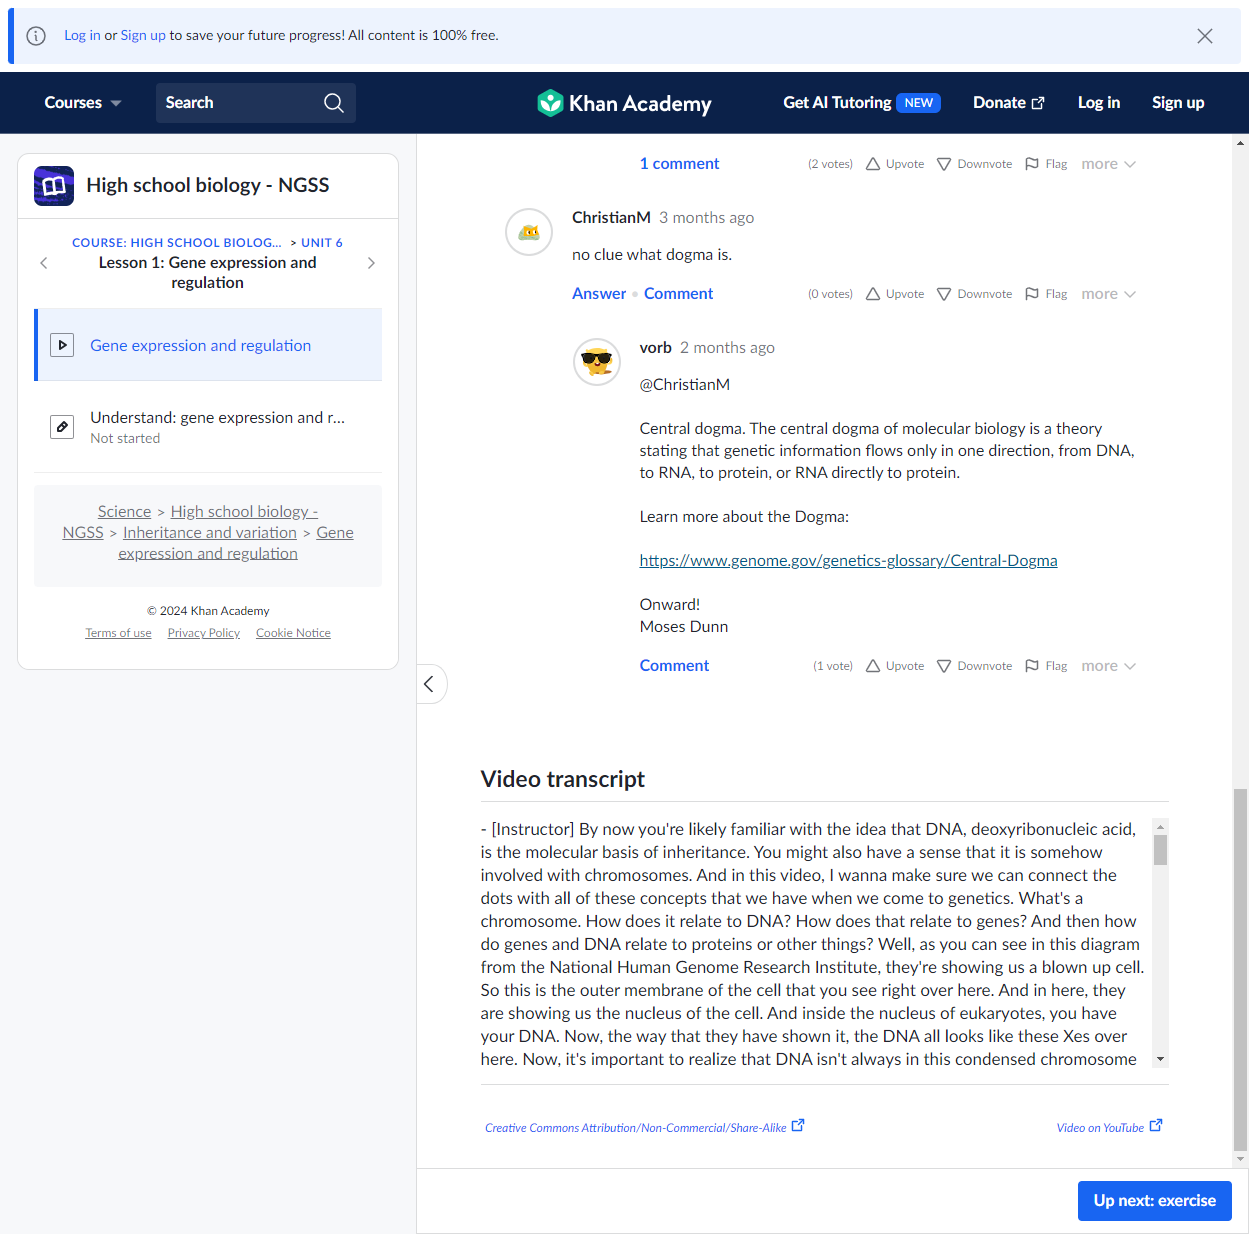 Log in or Sign up to save your future progress! All content is 100% free.
Courses
Search
Khan Academy
Get AI Tutoring NEW
Donate
Log in
Sign up
High school biology - NGSS
COURSE: HIGH SCHOOL BIOLOG... > UNIT 6
Lesson 1: Gene expression and
regulation
Gene expression and regulation
Understand: gene expression and r...
Not started
Science > High school biology -
NGSS > Inheritance and variation > Gene
expression and regulation
© 2024 Khan Academy
Terms of use Privacy Policy Cookie Notice
1 comment (2 votes) Upvote Downvote Flag more
ChristianM 3 months ago
no clue what dogma is.
Answer • Comment (0 votes) Upvote Downvote Flag more
vorb 2 months ago
@ChristianM
Central dogma. The central dogma of molecular biology is a theory
stating that genetic information flows only in one direction, from DNA,
to RNA, to protein, or RNA directly to protein.
Learn more about the Dogma:
https://www.genome.gov/genetics-glossary/Central-Dogma
Onward!
Moses Dunn
Comment (1 vote) Upvote Downvote Flag more
Video transcript
- [Instructor] By now you're likely familiar with the idea that DNA, deoxyribonucleic acid,
is the molecular basis of inheritance. You might also have a sense that it is somehow
involved with chromosomes. And in this video, I wanna make sure we can connect the
dots with all of these concepts that we have when we come to genetics. What's a
chromosome. How does it relate to DNA? How does that relate to genes? And then how
do genes and DNA relate to proteins or other things? Well, as you can see in this diagram
from the National Human Genome Research Institute, they're showing us a blown up cell.
So this is the outer membrane of the cell that you see right over here. And in here, they
are showing us the nucleus of the cell. And inside the nucleus of eukaryotes, you have
your DNA. Now, the way that they have shown it, the DNA all looks like these Xes over
here. Now, it's important to realize that DNA isn't always in this condensed chromosome
Creative Commons Attribution/Non-Commercial/Share-Alike
Video on YouTube
Up next: exercise